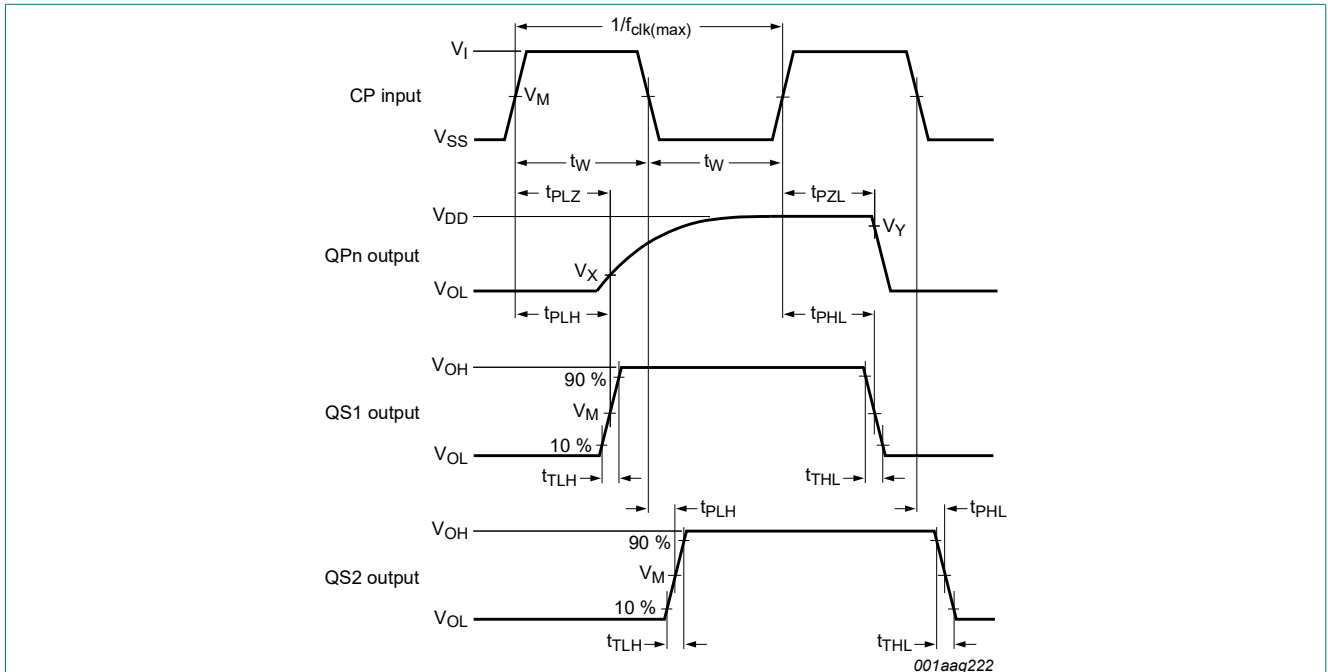 1/fclk(max)
VI
CP input
VM
VSS
tW
tW
tPLZ
tPZL
VDD
VY
QPn output
VX
VOL
tPLH
tPHL
VOH
90 %
QS1 output
VM
10 %
VOL
tTLH
tTHL
tPLH
tPHL
VOH
90 %
QS2 output
VM
10 %
VOL
tTLH
tTHL
001aag222